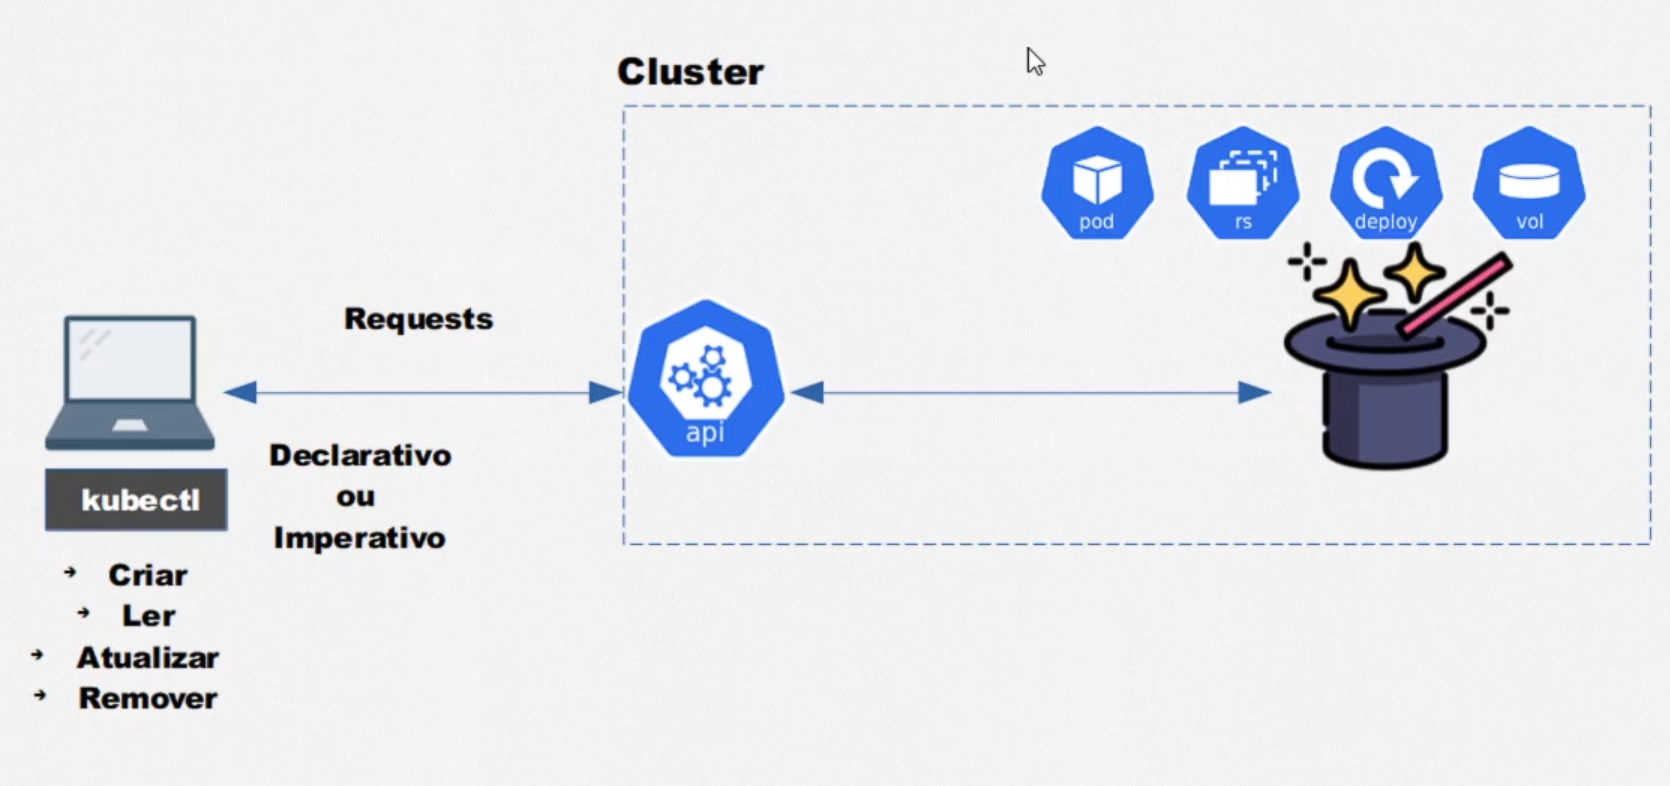 Cluster
pod
rs
deploy
vol
Requests
api
Declarativo
ou
Imperativo
kubectl
Criar
Ler
Atualizar
Remover